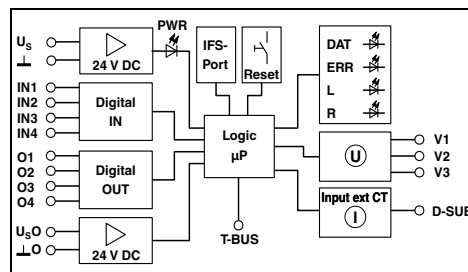 PWR
US
⊥
24 V DC
IFS-
Port
Reset
DAT
ERR
L
R
IN1
IN2
IN3
IN4
Digital
IN
Logic
µP
U
V1
V2
V3
O1
O2
O3
O4
Digital
OUT
Input ext CT
I
D-SUB
USO
⊥O
24 V DC
T-BUS